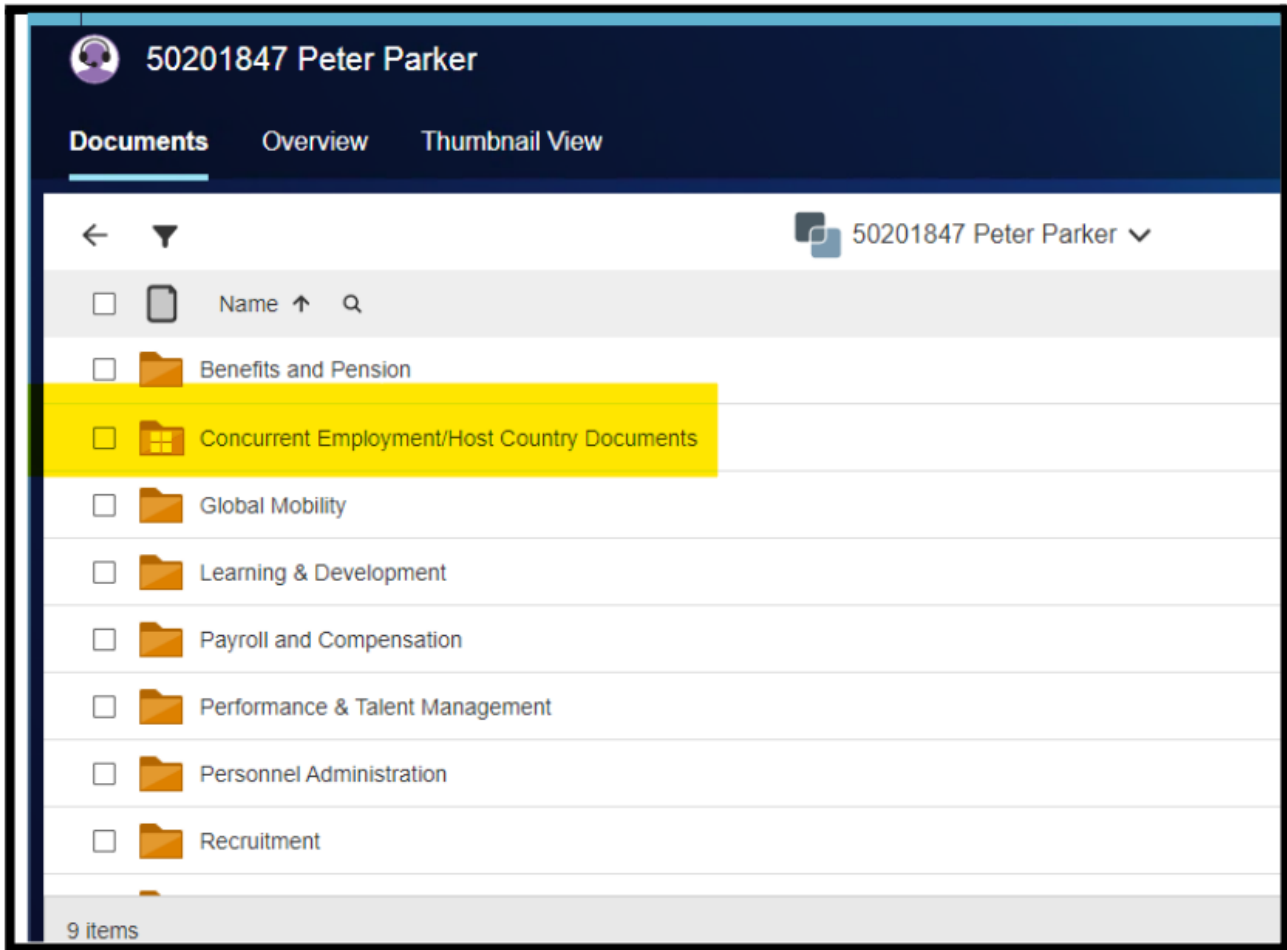 50201847 Peter Parker
Documents Overview Thumbnail View
50201847 Peter Parker
Name
Benefits and Pension
Concurrent Employment/Host Country Documents
Global Mobility
Learning & Development
Payroll and Compensation
Performance & Talent Management
Personnel Administration
Recruitment
9 items